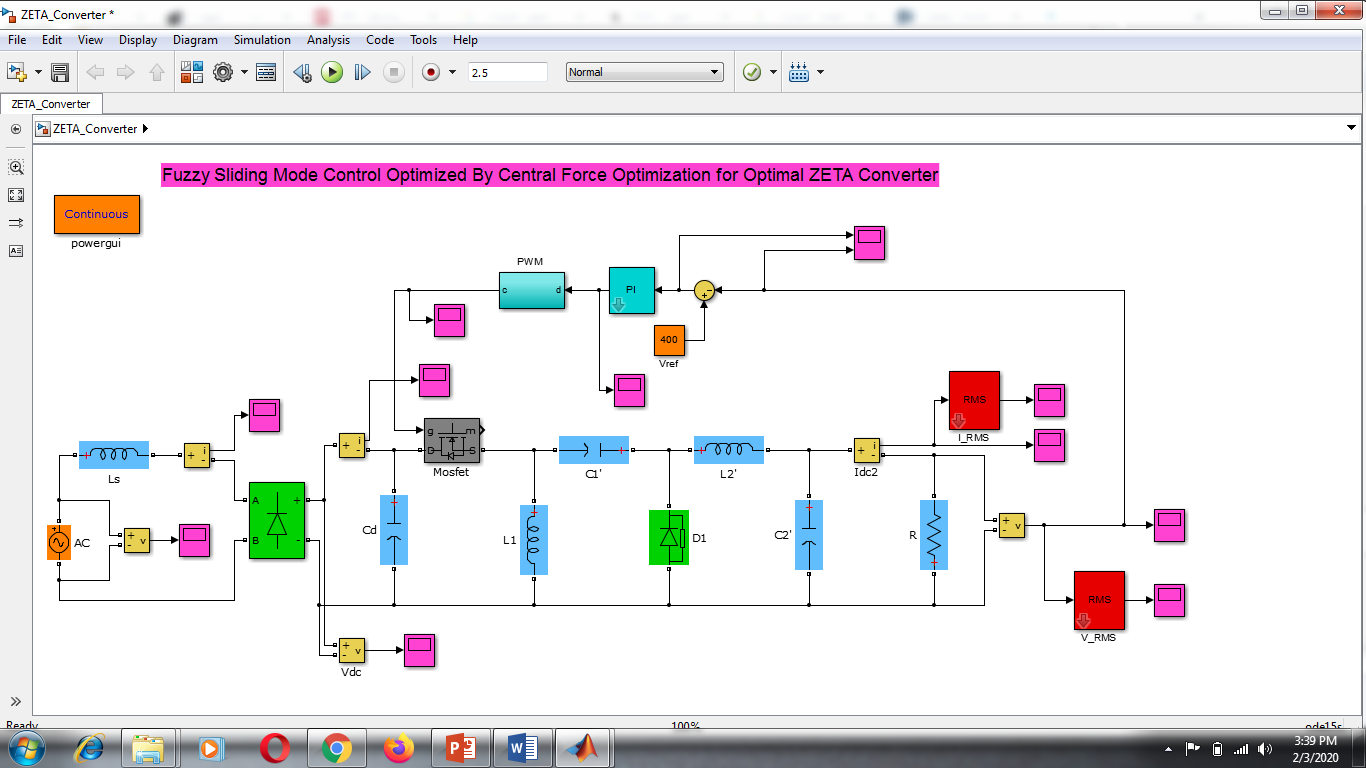 ZETA_Converter *
File Edit View Display Diagram Simulation Analysis Code Tools Help
2.5 Normal
ZETA_Converter
ZETA_Converter
Fuzzy Sliding Mode Control Optimized By Central Force Optimization for Optimal ZETA Converter
Continuous
powergui
PWM
c d
PI
400
Vref
RMS
I_RMS
g m
D S
Mosfet
i
Ls
i
i
C1'
L2'
i
Idc2
A
B
AC
v
Cd
L1
D1
C2'
R
v
RMS
V_RMS
v
Vdc
Ready 100% ode15s
3:39 PM
2/3/2020